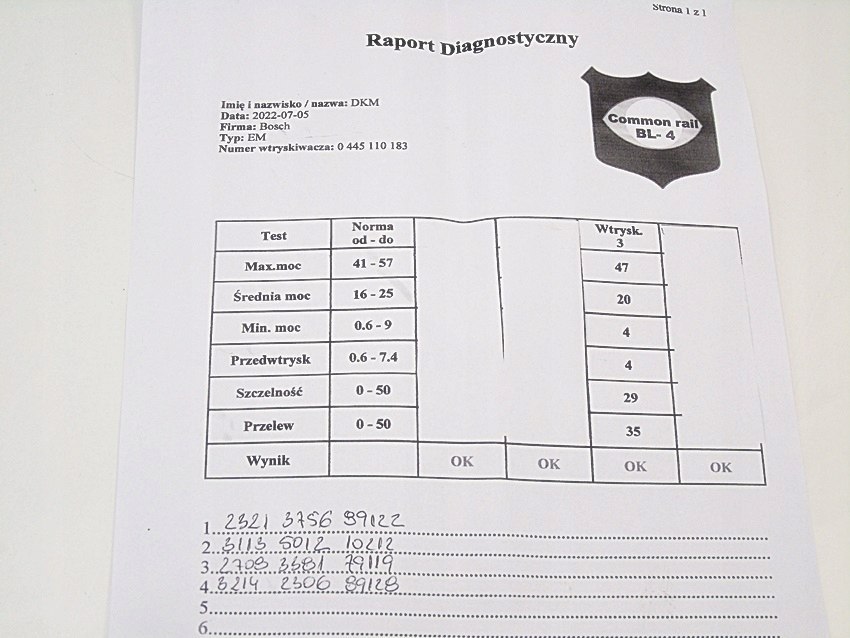 Strona 1 z 1
Raport Diagnostyczny
Imię i nazwisko / nazwa: DKM
Data: 2022-07-05
Firma: Bosch
Typ: EM
Numer wtryskiwacza: 0 445 110 183
Common rail
BL- 4
Test Norma od - do Wtrysk. 3
Max.moc 41 - 57 47
Średnia moc 16 - 25 20
Min. moc 0.6 - 9 4
Przedwtrysk 0.6 - 7.4 4
Szczelność 0 - 50 29
Przelew 0 - 50 35
Wynik OK OK OK OK
1. 2321 3756 89122
2. 3113 5012 10212
3. 2708 3381 79119
4. 3214 2306 89128
5.
6.